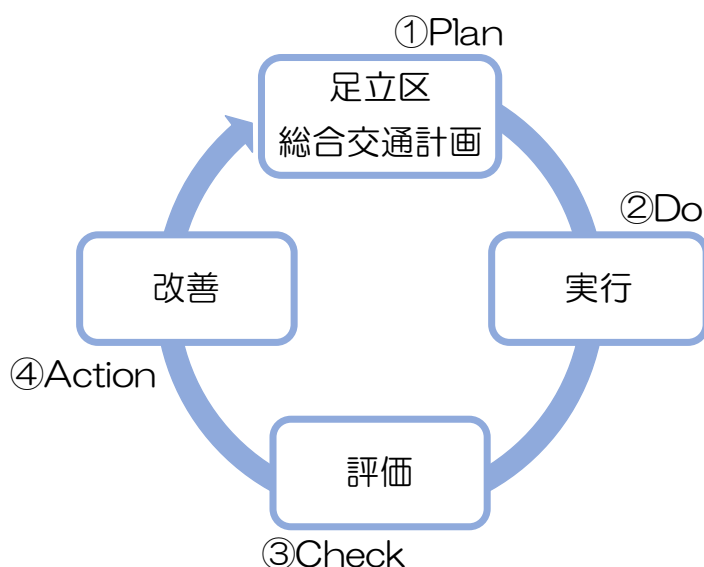 ①Plan
足立区
総合交通計画
②Do
実行
③Check
評価
④Action
改善